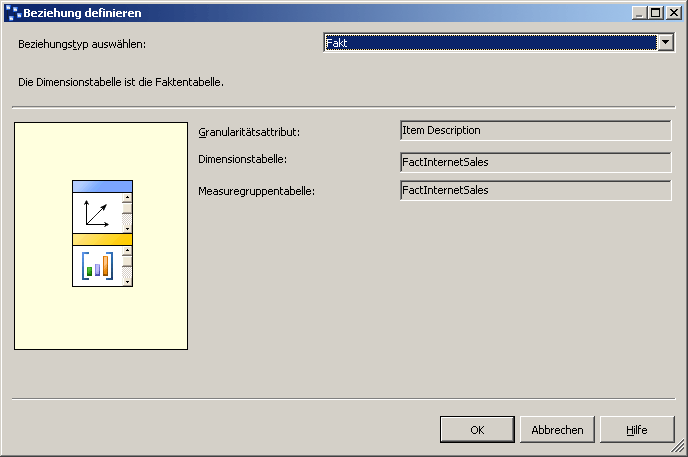 Beziehung definieren
Beziehungstyp auswählen: Fakt
Die Dimensionstabelle ist die Faktentabelle.
Granularitätsattribut: Item Description
Dimensionstabelle: FactInternetSales
Measuregruppentabelle: FactInternetSales
OK Abbrechen Hilfe